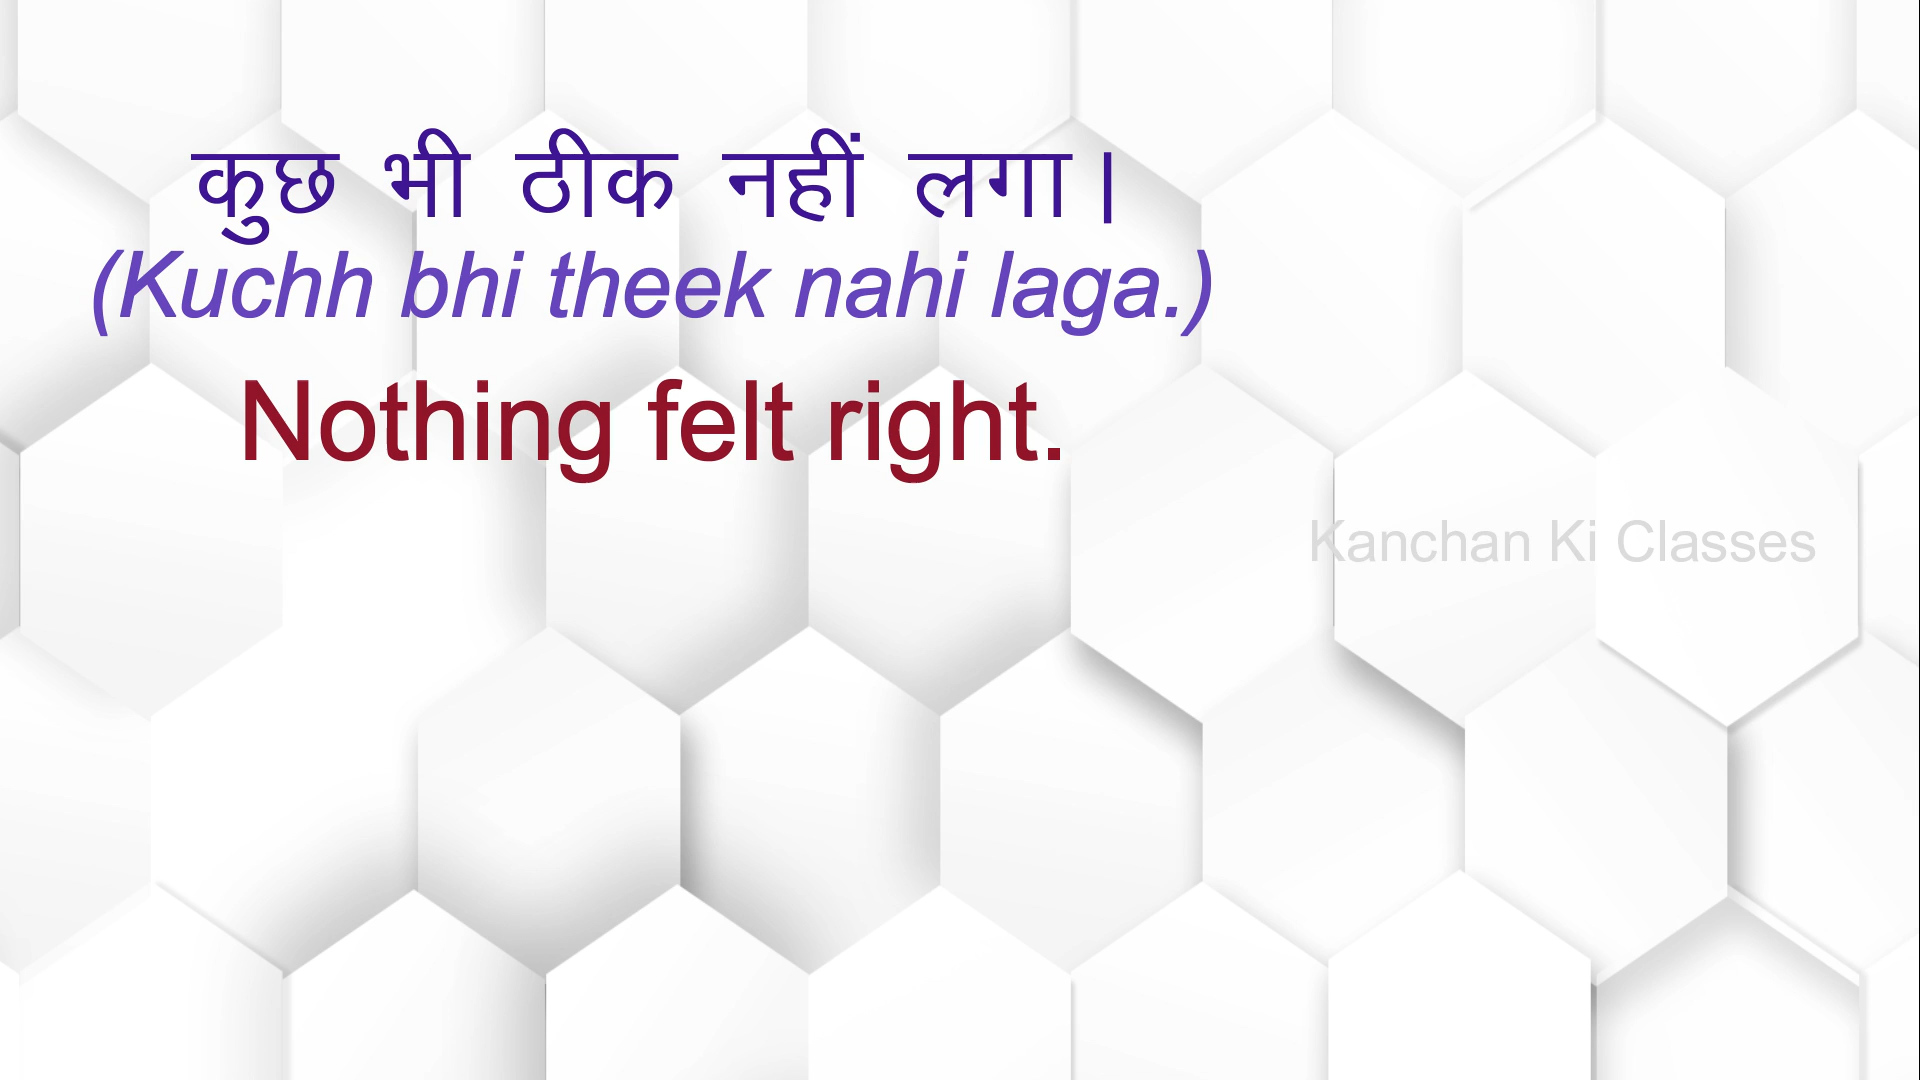 कुछ भी ठीक नहीं लगा।
(Kuchh bhi theek nahi laga.)
Nothing felt right.
Kanchan Ki Classes